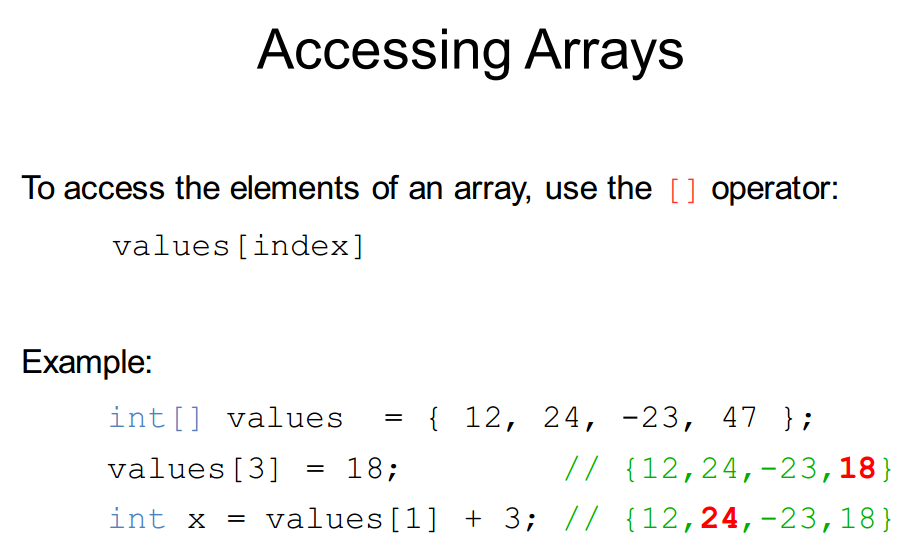 Accessing Arrays
To access the elements of an array, use the [] operator:
values[index]
Example:
int[] values = { 12, 24, -23, 47 };
values[3] = 18; // {12,24,-23,18}
int x = values[1] + 3; // {12,24,-23,18}